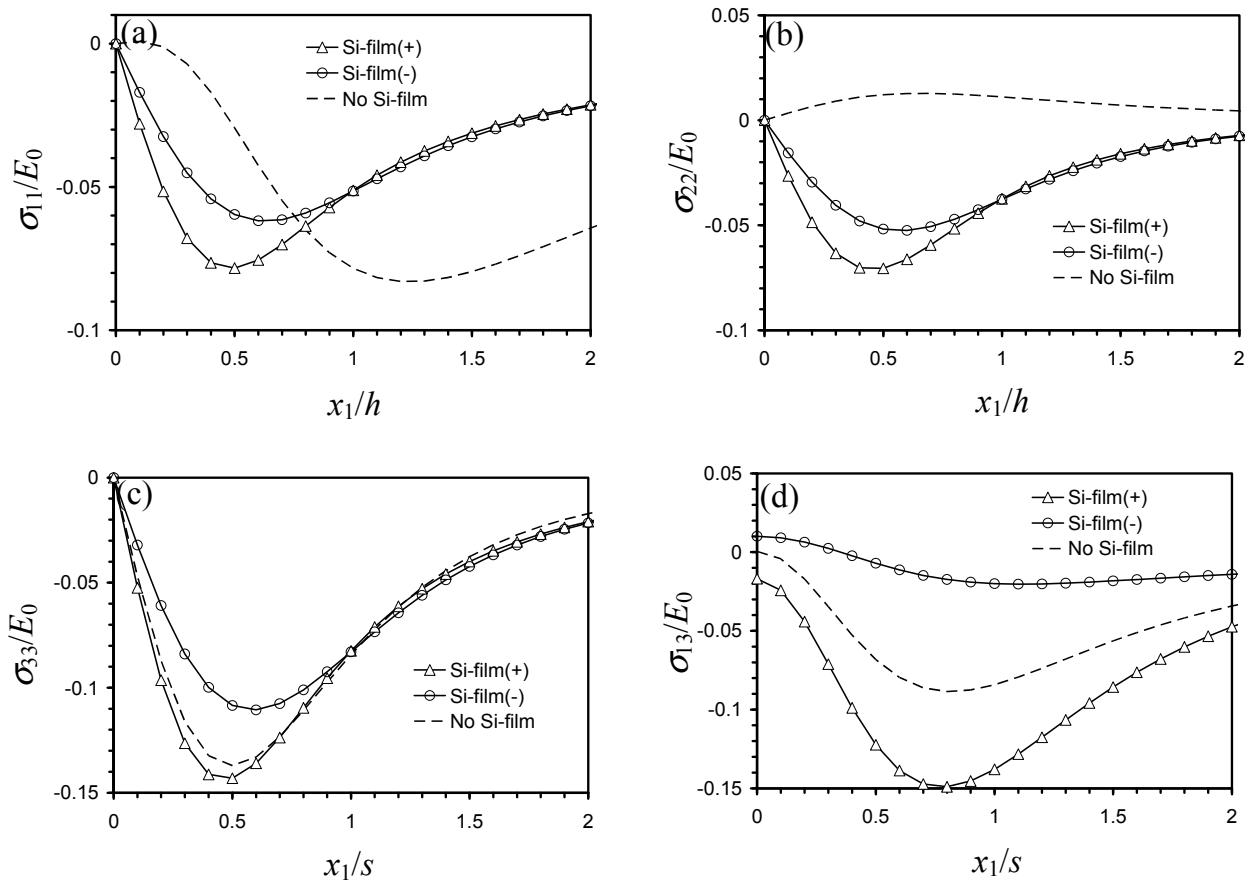 (a)
0
-0.05
-0.1
σ11/E0
Si-film(+)
Si-film(-)
No Si-film
0 0.5 1 1.5 2
x1/h
(b)
0.05
0
-0.05
-0.1
σ22/E0
Si-film(+)
Si-film(-)
No Si-film
0 0.5 1 1.5 2
x1/h
(c)
0
-0.05
-0.1
-0.15
σ33/E0
Si-film(+)
Si-film(-)
No Si-film
0 0.5 1 1.5 2
x1/s
(d)
0.05
0
-0.05
-0.1
-0.15
σ13/E0
Si-film(+)
Si-film(-)
No Si-film
0 0.5 1 1.5 2
x1/s